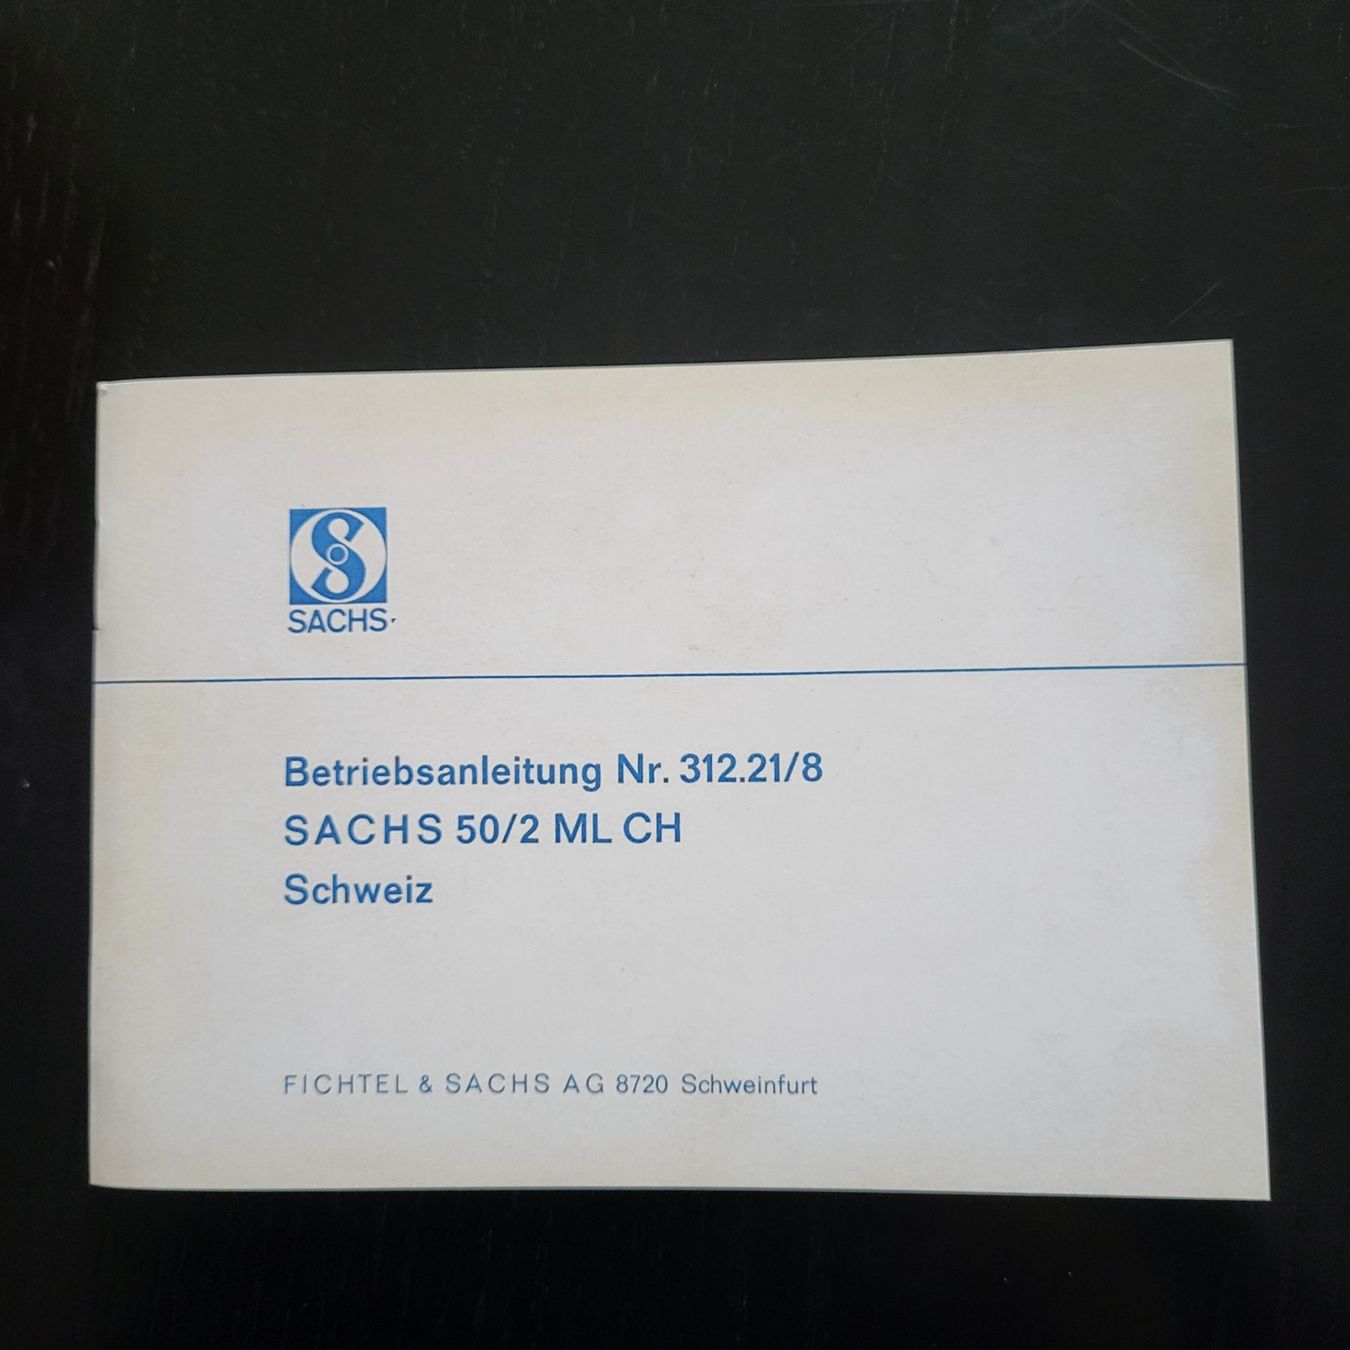 SACHS
Betriebsanleitung Nr. 312.21/8
SACHS 50/2 ML CH
Schweiz
FICHTEL & SACHS AG 8720 Schweinfurt